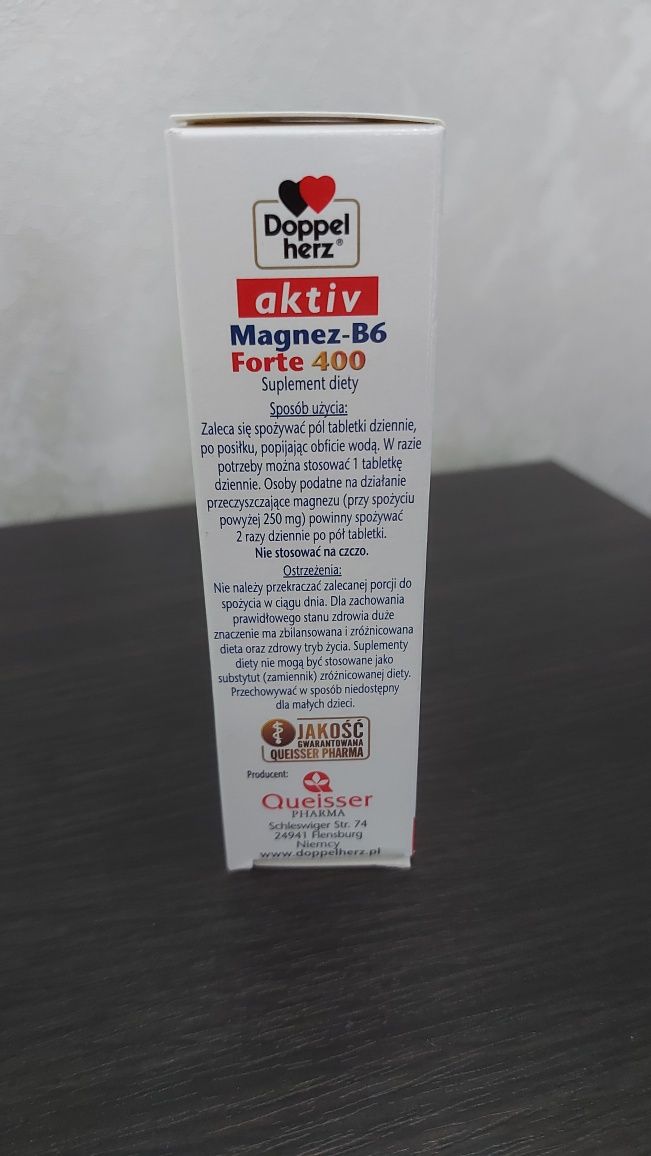 Doppel
herz®
aktiv
Magnez-B6
Forte 400
Suplement diety
Sposób użycia:
Zaleca się spożywać pól tabletki dziennie,
po posiłku, popijając obficie wodą. W razie
potrzeby można stosować 1 tabletkę
dziennie. Osoby podatne na działanie
przeczyszczające magnezu (przy spożyciu
powyżej 250 mg) powinny spożywać
2 razy dziennie po pół tabletki.
Nie stosować na czczo.
Ostrzeżenia:
Nie należy przekraczać zalecanej porcji do
spożycia w ciągu dnia. Dla zachowania
prawidłowego stanu zdrowia duże
znaczenie ma zbilansowana i zróżnicowana
dieta oraz zdrowy tryb życia. Suplementy
diety nie mogą być stosowane jako
substytut (zamiennik) zróżnicowanej diety.
Przechowywać w sposób niedostępny
dla małych dzieci.
JAKOŚĆ
GWARANTOWANA
QUEISSER PHARMA
Producent:
Queisser
PHARMA
Schleswiger Str. 74
24941 Flensburg
Niemcy
www.doppelherz.pl